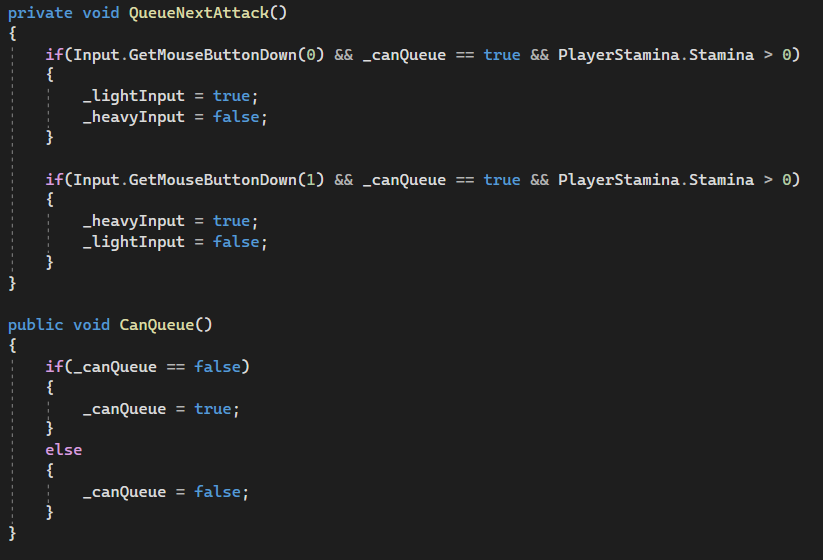 private void QueueNextAttack()
{
    if(Input.GetMouseButtonDown(0) && _canQueue == true && PlayerStamina.Stamina > 0)
    {
        _lightInput = true;
        _heavyInput = false;
    }

    if(Input.GetMouseButtonDown(1) && _canQueue == true && PlayerStamina.Stamina > 0)
    {
        _heavyInput = true;
        _lightInput = false;
    }
}

public void CanQueue()
{
    if(_canQueue == false)
    {
        _canQueue = true;
    }
    else
    {
        _canQueue = false;
    }
}